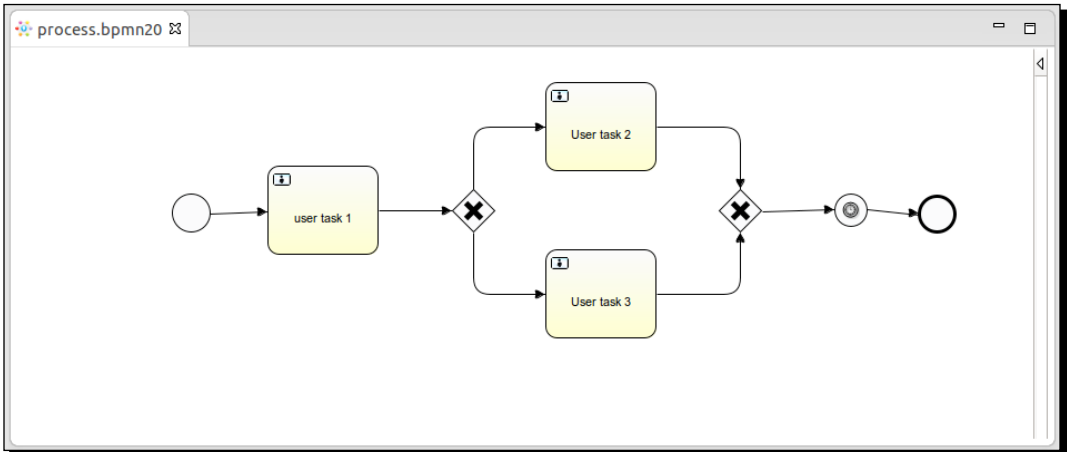 process.bpmn20
User task 2
user task 1
User task 3